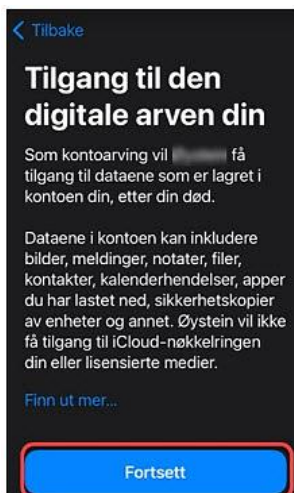 Tilbake
Tilgang til den
digitale arven din
Som kontoarving vil få
tilgang til dataene som er lagret i
kontoen din, etter din død.
Dataene i kontoen kan inkludere
bilder, meldinger, notater, filer,
kontakter, kalenderhendelser, apper
du har lastet ned, sikkerhetskopier
av enheter og annet. Øystein vil ikke
få tilgang til iCloud-nøkkelringen
din eller lisensierte medier.
Finn ut mer...
Fortsett